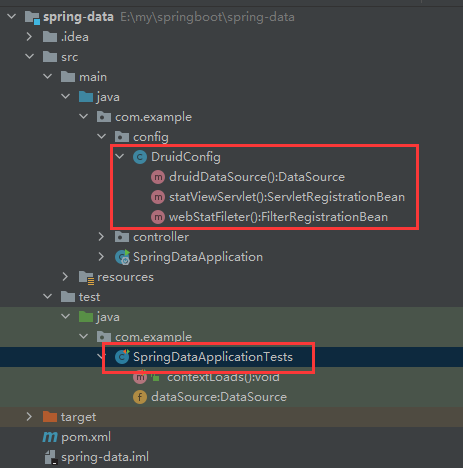 spring-data E:\my\springboot\spring-data
.idea
src
main
java
com.example
config
DruidConfig
druidDataSource():DataSource
statViewServlet():ServletRegistrationBean
webStatFileter():FilterRegistrationBean
controller
SpringDataApplication
resources
test
java
com.example
SpringDataApplicationTests
contextLoads():void
dataSource:DataSource
target
pom.xml
spring-data.iml